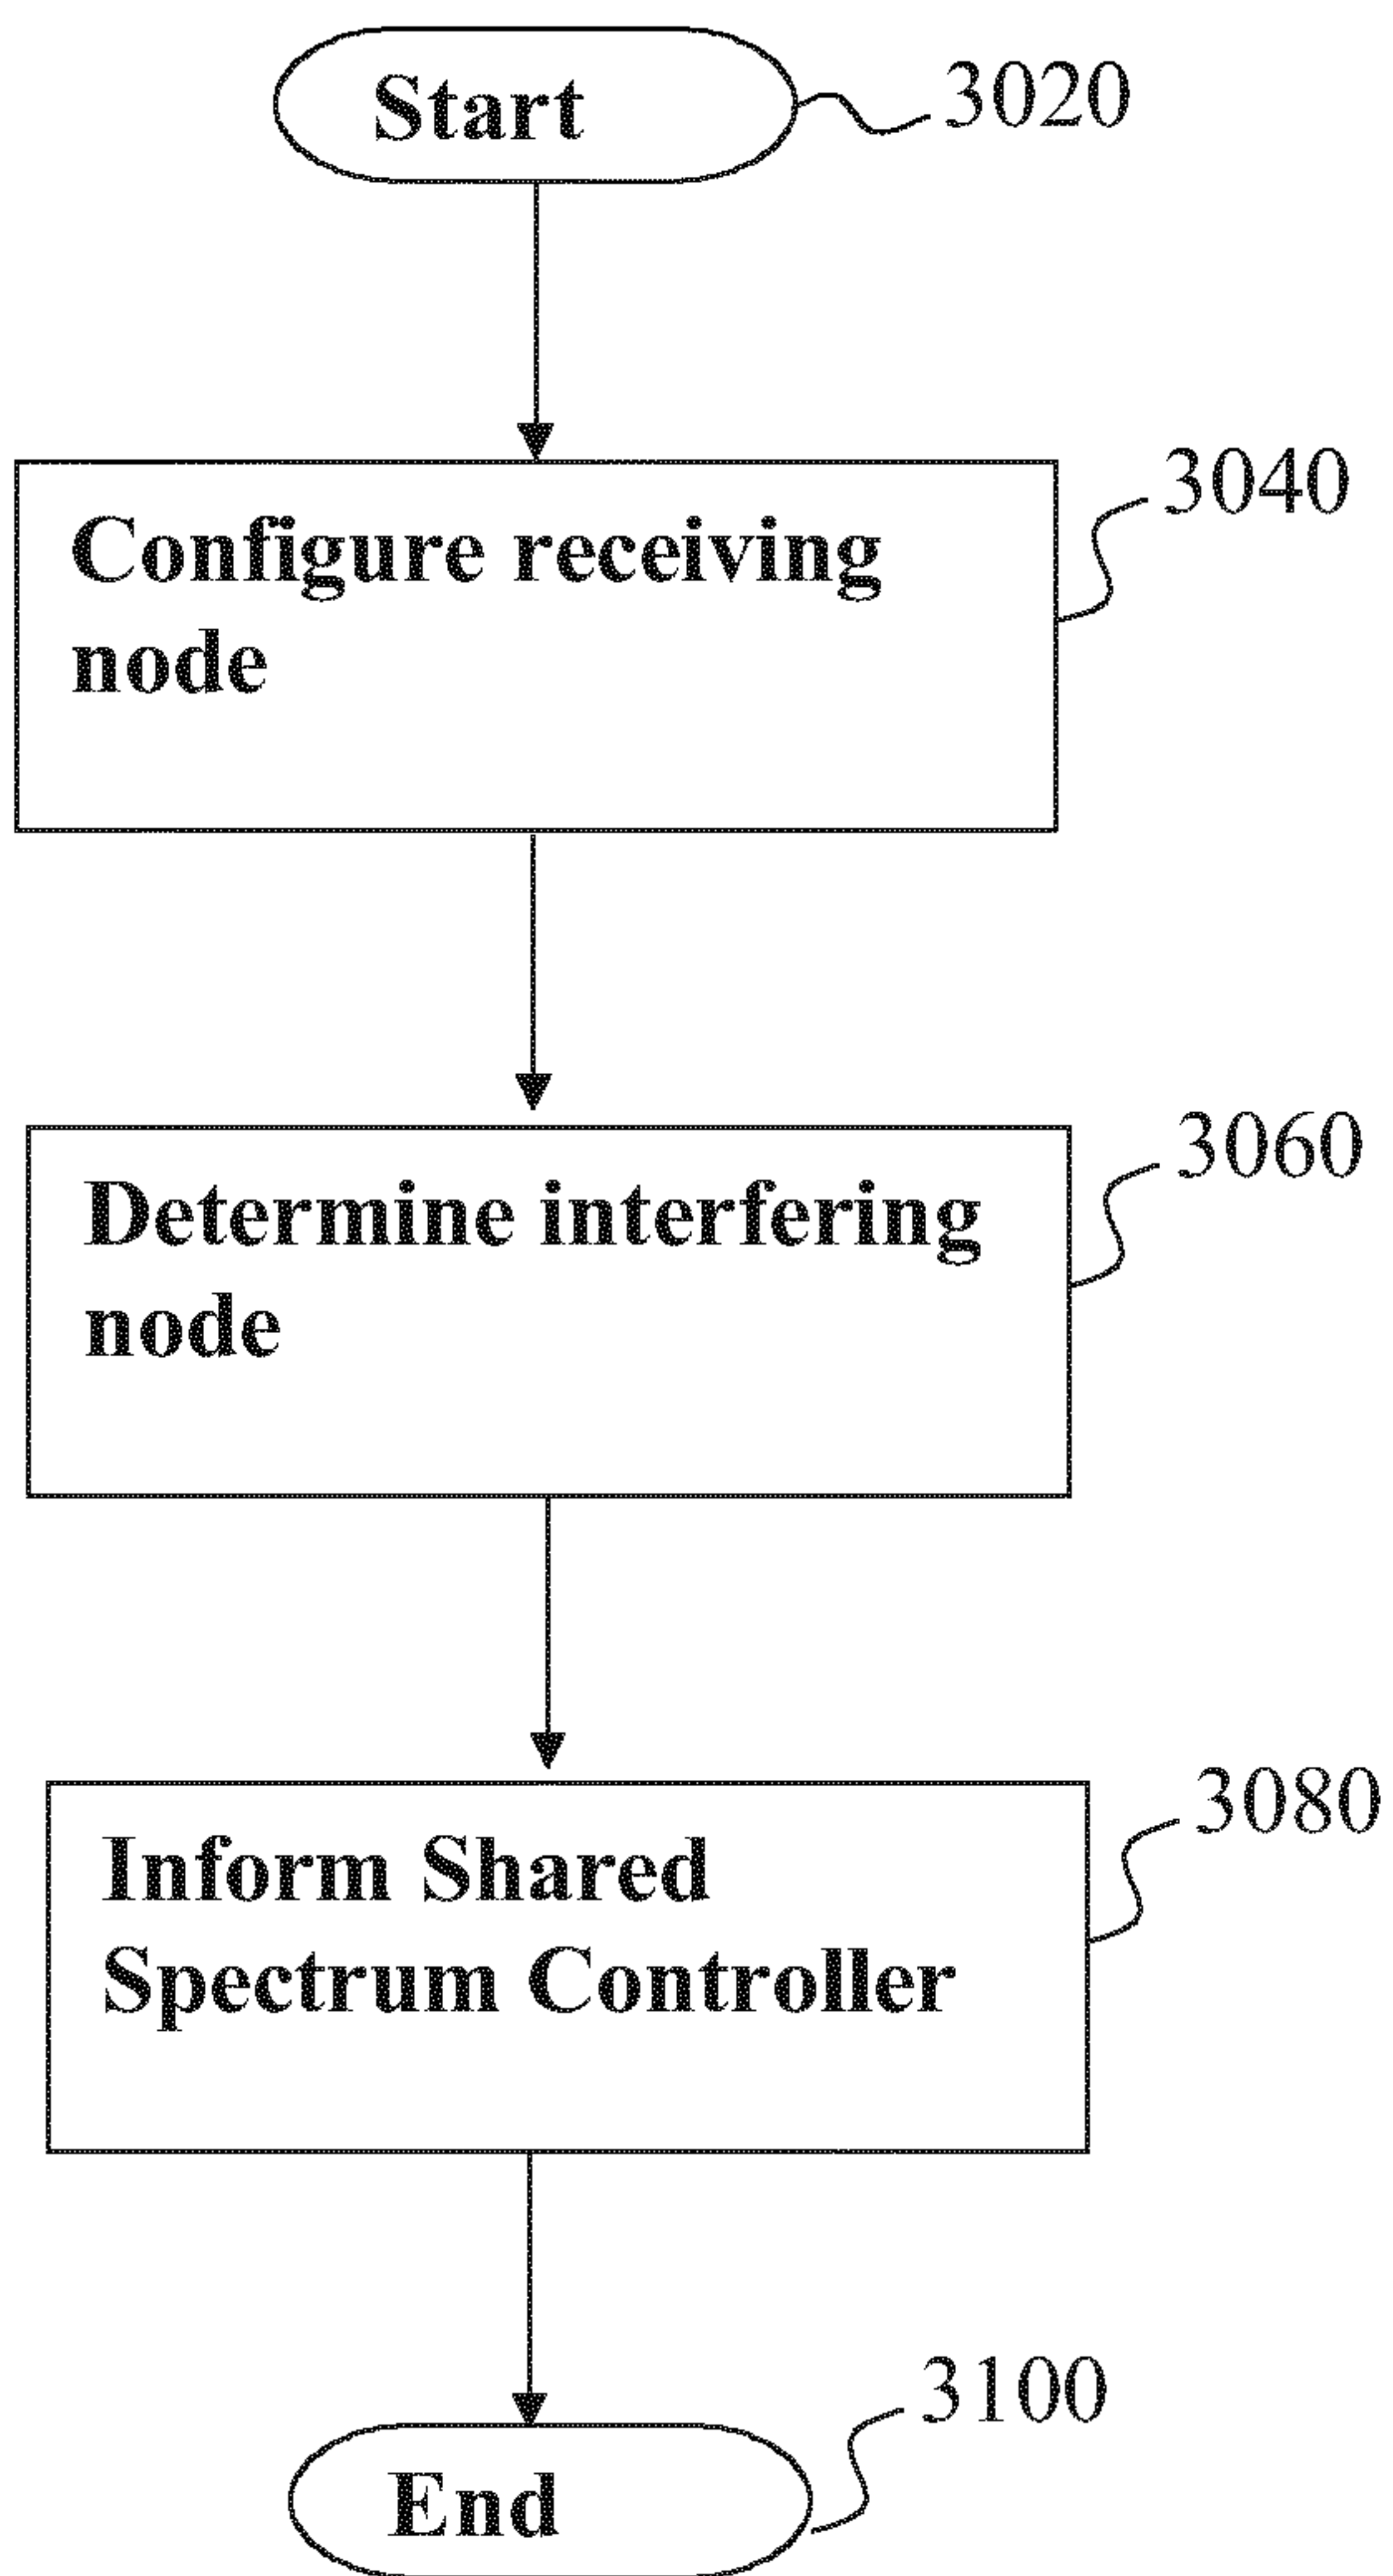 Start
3020
Configure receiving
node
3040
Determine interfering
node
3060
Inform Shared
Spectrum Controller
3080
End
3100